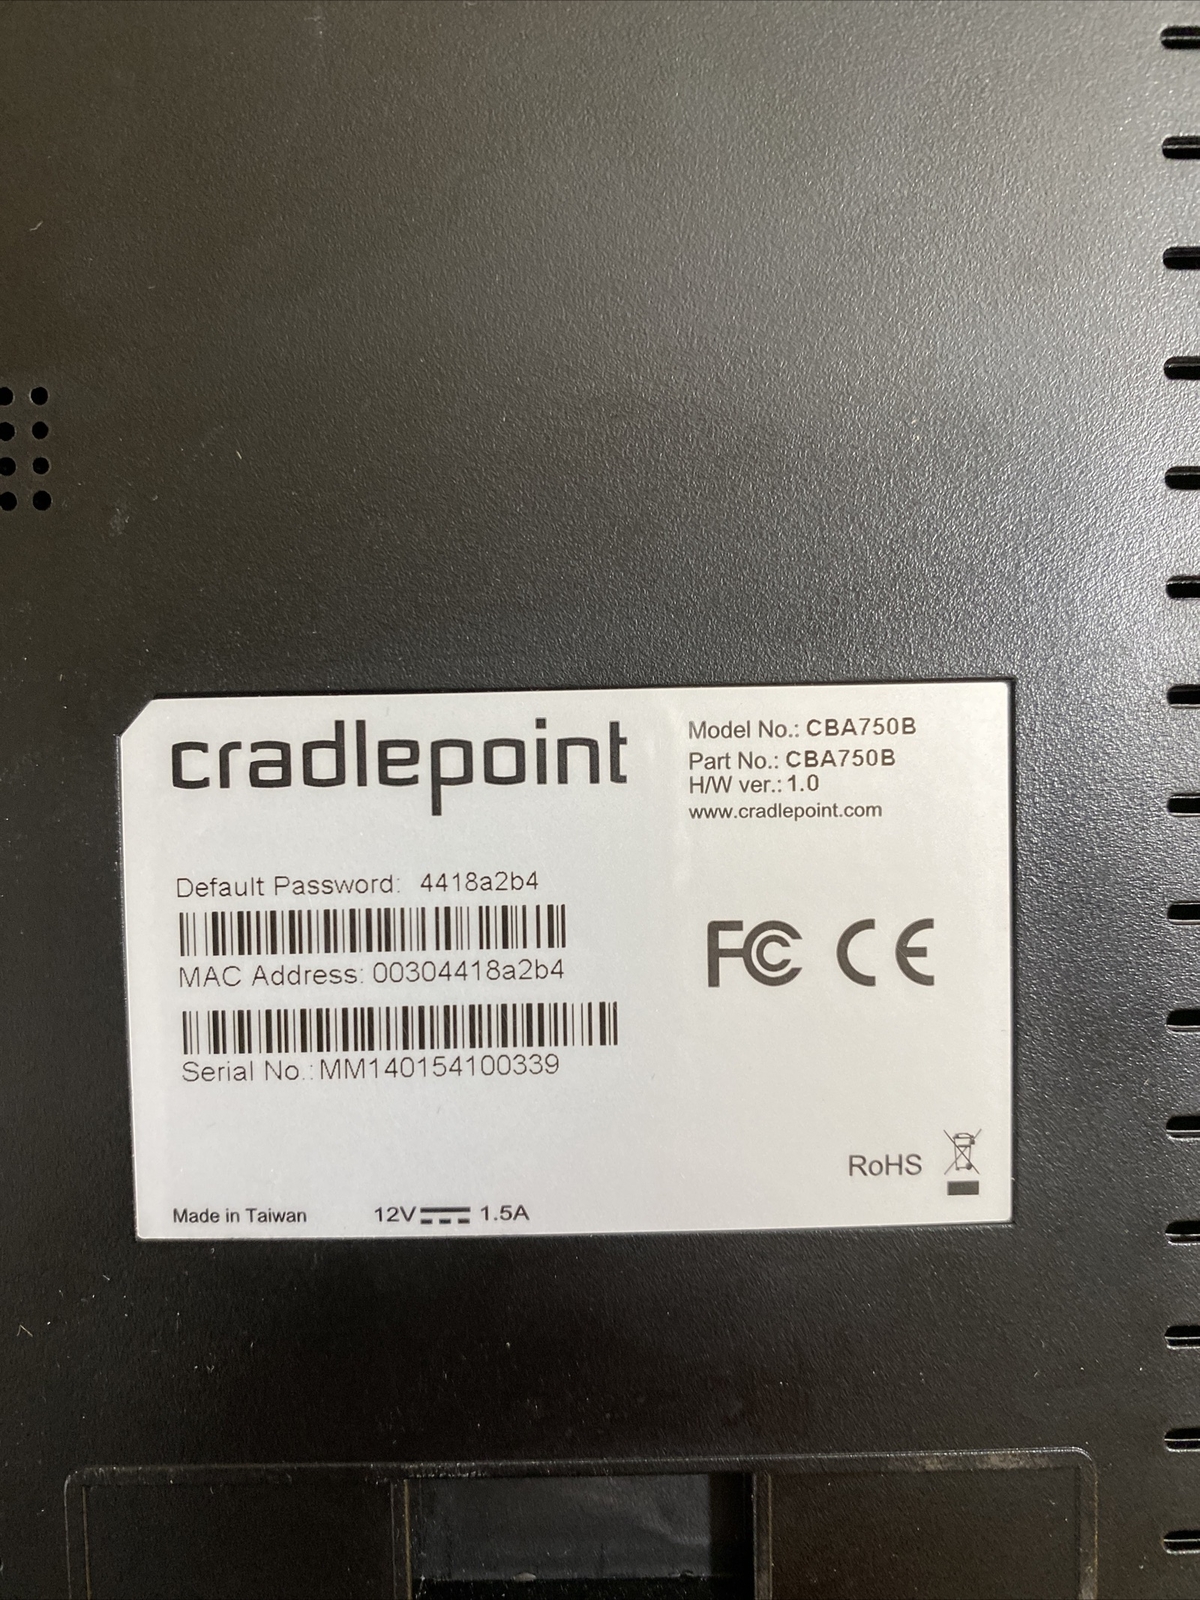 cradlepoint
Model No.: CBA750B
Part No.: CBA750B
H/W ver.: 1.0
www.cradlepoint.com
Default Password: 4418a2b4
MAC Address: 00304418a2b4
Serial No.: MM140154100339
FC CE
RoHS
Made in Taiwan 12V 1.5A